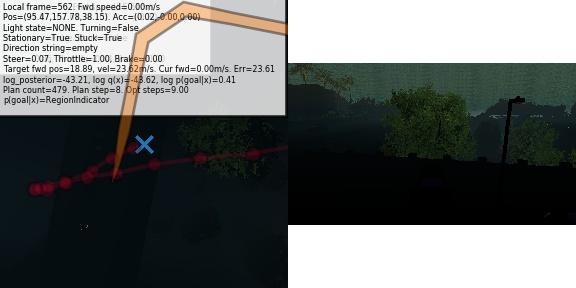 Local frame=562. Fwd speed=0.00m/s
Pos=(95.47,157.78,38.15). Acc=(0.02,-0.00,0.00)
Light state=NONE. Turning=False
Stationary=True. Stuck=True
Direction string=empty
Steer=0.07, Throttle=1.00, Brake=0.00
Target fwd pos=18.89, vel=23.62m/s. Cur fwd=0.00m/s. Err=23.61
log_posterior=-43.21, log q(x)=-43.62, log p(goal|x)=0.41
Plan count=479. Plan step=8. Opt steps=9.00
p(goal|x)=RegionIndicator